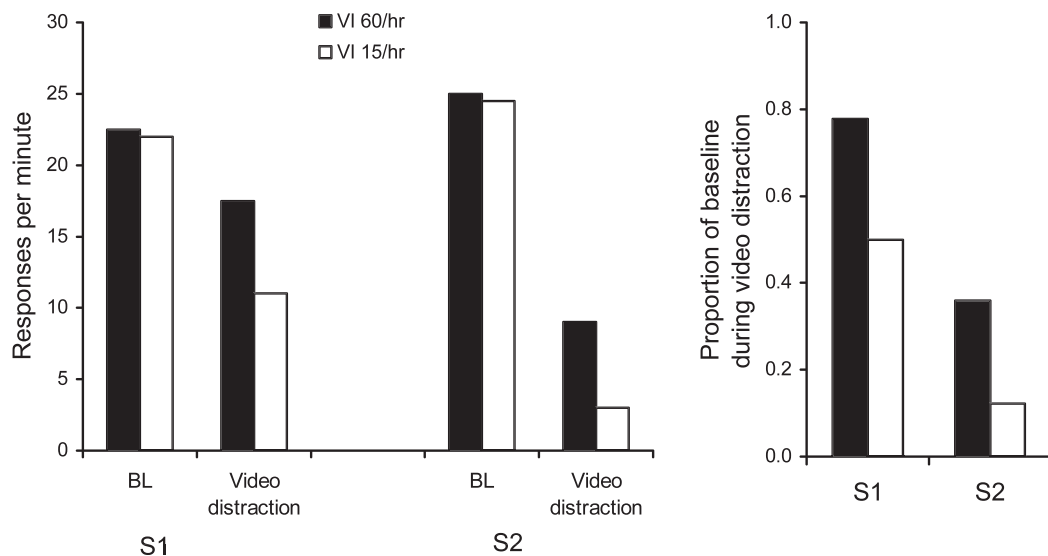 VI 60/hr
VI 15/hr
Responses per minute
30
25
20
15
10
5
0
BL
Video
distraction
BL
Video
distraction
S1
S2
Proportion of baseline
during video distraction
1.0
0.8
0.6
0.4
0.2
0.0
S1
S2